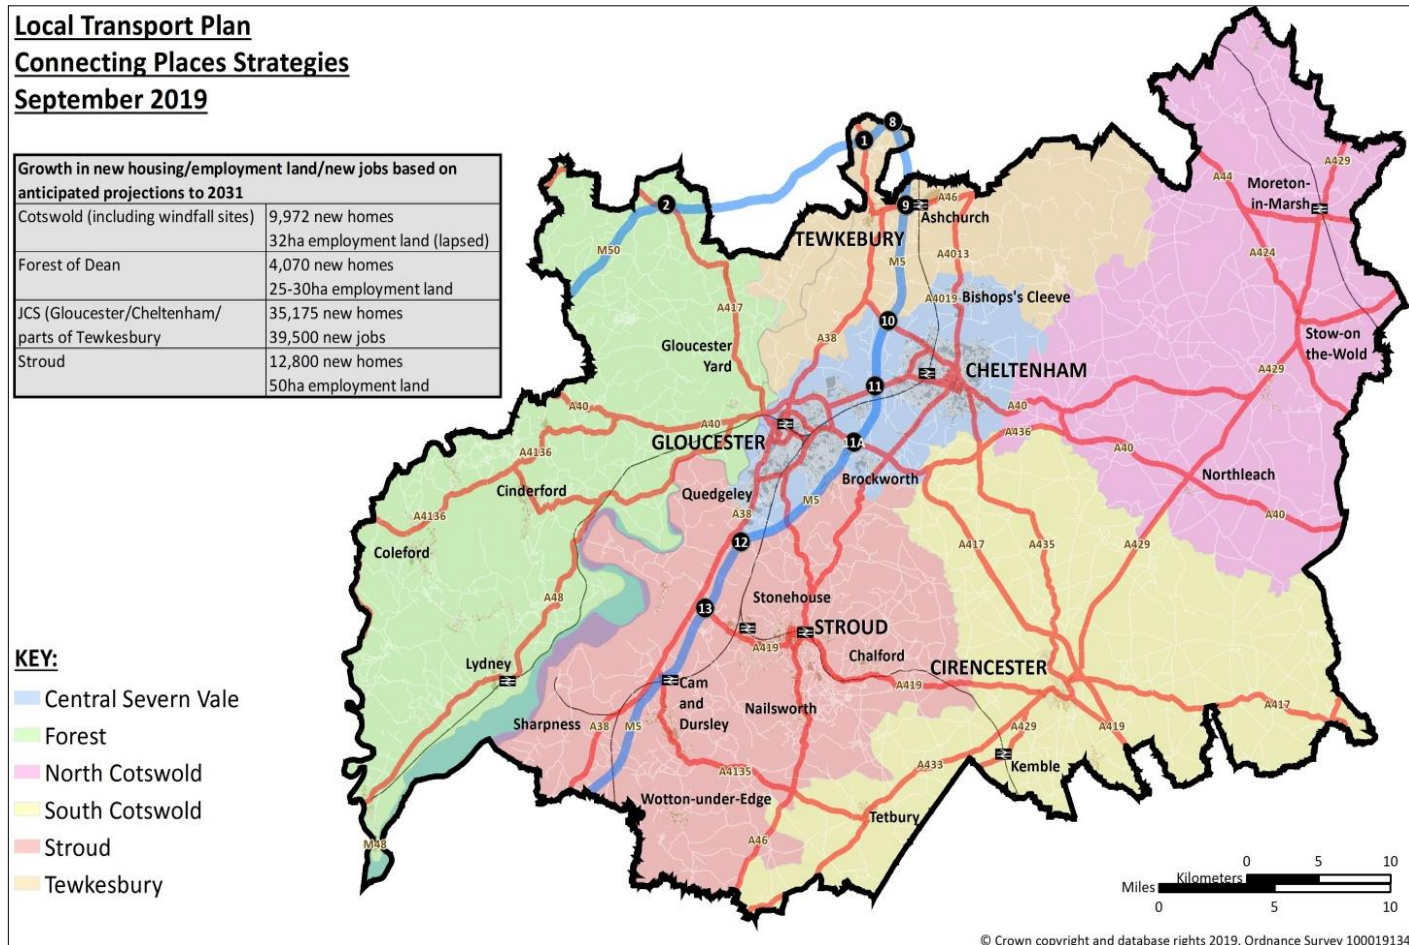 Local Transport Plan
Connecting Places Strategies
September 2019
Growth in new housing/employment land/new jobs based on
anticipated projections to 2031
Cotswold (including windfall sites) 9,972 new homes
32ha employment land (lapsed)
Forest of Dean 4,070 new homes
25-30ha employment land
JCS (Gloucester/Cheltenham/ 35,175 new homes
parts of Tewkesbury 39,500 new jobs
Stroud 12,800 new homes
50ha employment land
8
1
A429
A44
Moreton-
in-Marsh
2
9
A46
Ashchurch
TEWKEBURY
M50
M5
A4013
A424
A417
A4019
Bishops's Cleeve
10
A38
Gloucester
Yard
Stow-on
the-Wold
11
CHELTENHAM
A429
A40
A40
A40
A436
GLOUCESTER
11A
A40
A4136
Brockworth
Northleach
Cinderford
Quedgeley
M5
A4136
A38
A40
Coleford
12
A417
A435
A429
A48
Stonehouse
13
STROUD
A419
Chalford
CIRENCESTER
Lydney
A419
Cam
and
Dursley
Nailsworth
Sharpness
A38
M5
A429
A419
A417
A433
Kemble
A4135
Wotton-under-Edge
Tetbury
A46
M48
KEY:
Central Severn Vale
Forest
North Cotswold
South Cotswold
Stroud
Tewkesbury
0 5 10
Kilometers
Miles
0 5 10
© Crown copyright and database rights 2019. Ordnance Survey 100019134